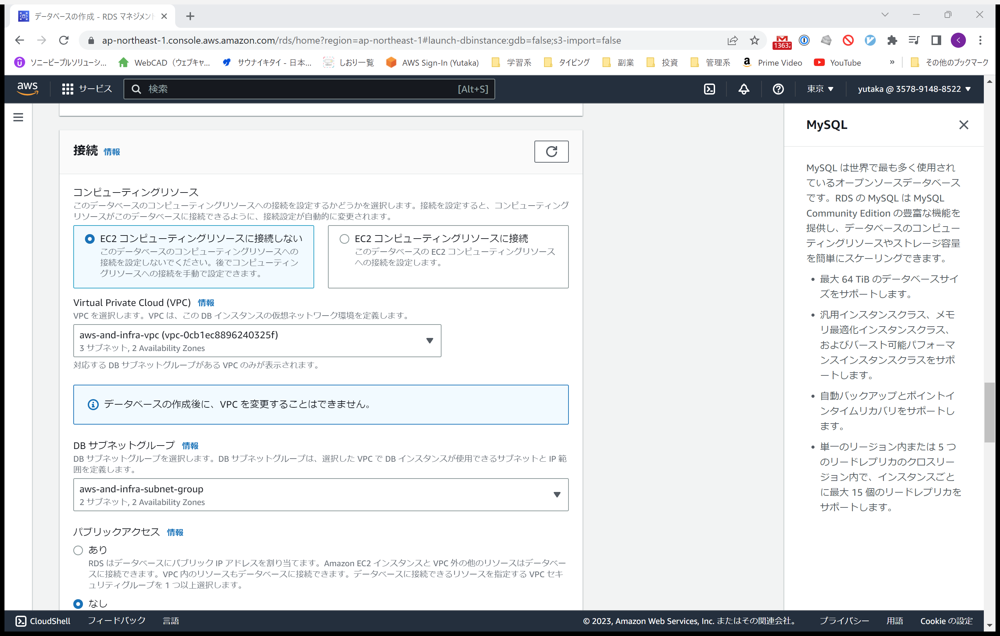 データベースの作成 - RDS マネジメント
ap-northeast-1.console.aws.amazon.com/rds/home?region=ap-northeast-1#launch-dbinstance:gdb=false;s3-import=false
ソニーピープルソリューシ... WebCAD（ウェブキャ... サウナイキタイ - 日本... しおり一覧 AWS Sign-In (Yutaka) 学習系 タイピング 副業 投資 管理系 Prime Video YouTube » その他のブックマーク
aws サービス 検索 [Alt+S] 東京 ▼ yutaka @ 3578-9148-8522 ▼
接続 情報
コンピューティングリソース
このデータベースのコンピューティングリソースへの接続を設定するかどうかを選択します。接続を設定すると、コンピューティング
リソースがこのデータベースに接続できるように、接続設定が自動的に変更されます。
EC2 コンピューティングリソースに接続しない
このデータベースのコンピューティングリソースへの
接続を設定しないでください。後でコンピューティン
グリソースへの接続を手動で設定できます。
EC2 コンピューティングリソースに接続
このデータベースの EC2 コンピューティングリソース
への接続を設定します。
Virtual Private Cloud (VPC) 情報
VPC を選択します。VPC は、この DB インスタンスの仮想ネットワーク環境を定義します。
aws-and-infra-vpc (vpc-0cb1ec8896240325f)
3 サブネット, 2 Availability Zones
対応する DB サブネットグループがある VPC のみが表示されます。
データベースの作成後に、VPC を変更することはできません。
DB サブネットグループ 情報
DB サブネットグループを選択します。DB サブネットグループは、選択した VPC で DB インスタンスが使用できるサブネットと IP 範
囲を定義します。
aws-and-infra-subnet-group
2 サブネット, 2 Availability Zones
パブリックアクセス 情報
あり
RDS はデータベースにパブリック IP アドレスを割り当てます。Amazon EC2 インスタンスと VPC 外の他のリソースはデータベー
スに接続できます。VPC 内のリソースもデータベースに接続できます。データベースに接続できるリソースを指定する VPC セキ
ュリティグループを 1 つ以上選択します。
なし
MySQL
MySQL は世界で最も多く使用され
ているオープンソースデータベース
です。RDS の MySQL は MySQL
Community Edition の豊富な機能を
提供し、データベースのコンピュー
ティングリソースやストレージ容量
を簡単にスケーリングできます。
• 最大 64 TiB のデータベースサイ
ズをサポートします。
• 汎用インスタンスクラス、メモ
リ最適化インスタンスクラス、
およびバースト可能パフォーマ
ンスインスタンスクラスをサポ
ートします。
• 自動バックアップとポイントイ
ンタイムリカバリをサポートし
ます。
• 単一のリージョン内または 5 つ
のリードレプリカのクロスリー
ジョン内で、インスタンスごと
に最大 15 個のリードレプリカを
サポートします。
CloudShell フィードバック 言語 © 2023, Amazon Web Services, Inc. またはその関連会社。 プライバシー 用語 Cookie の設定